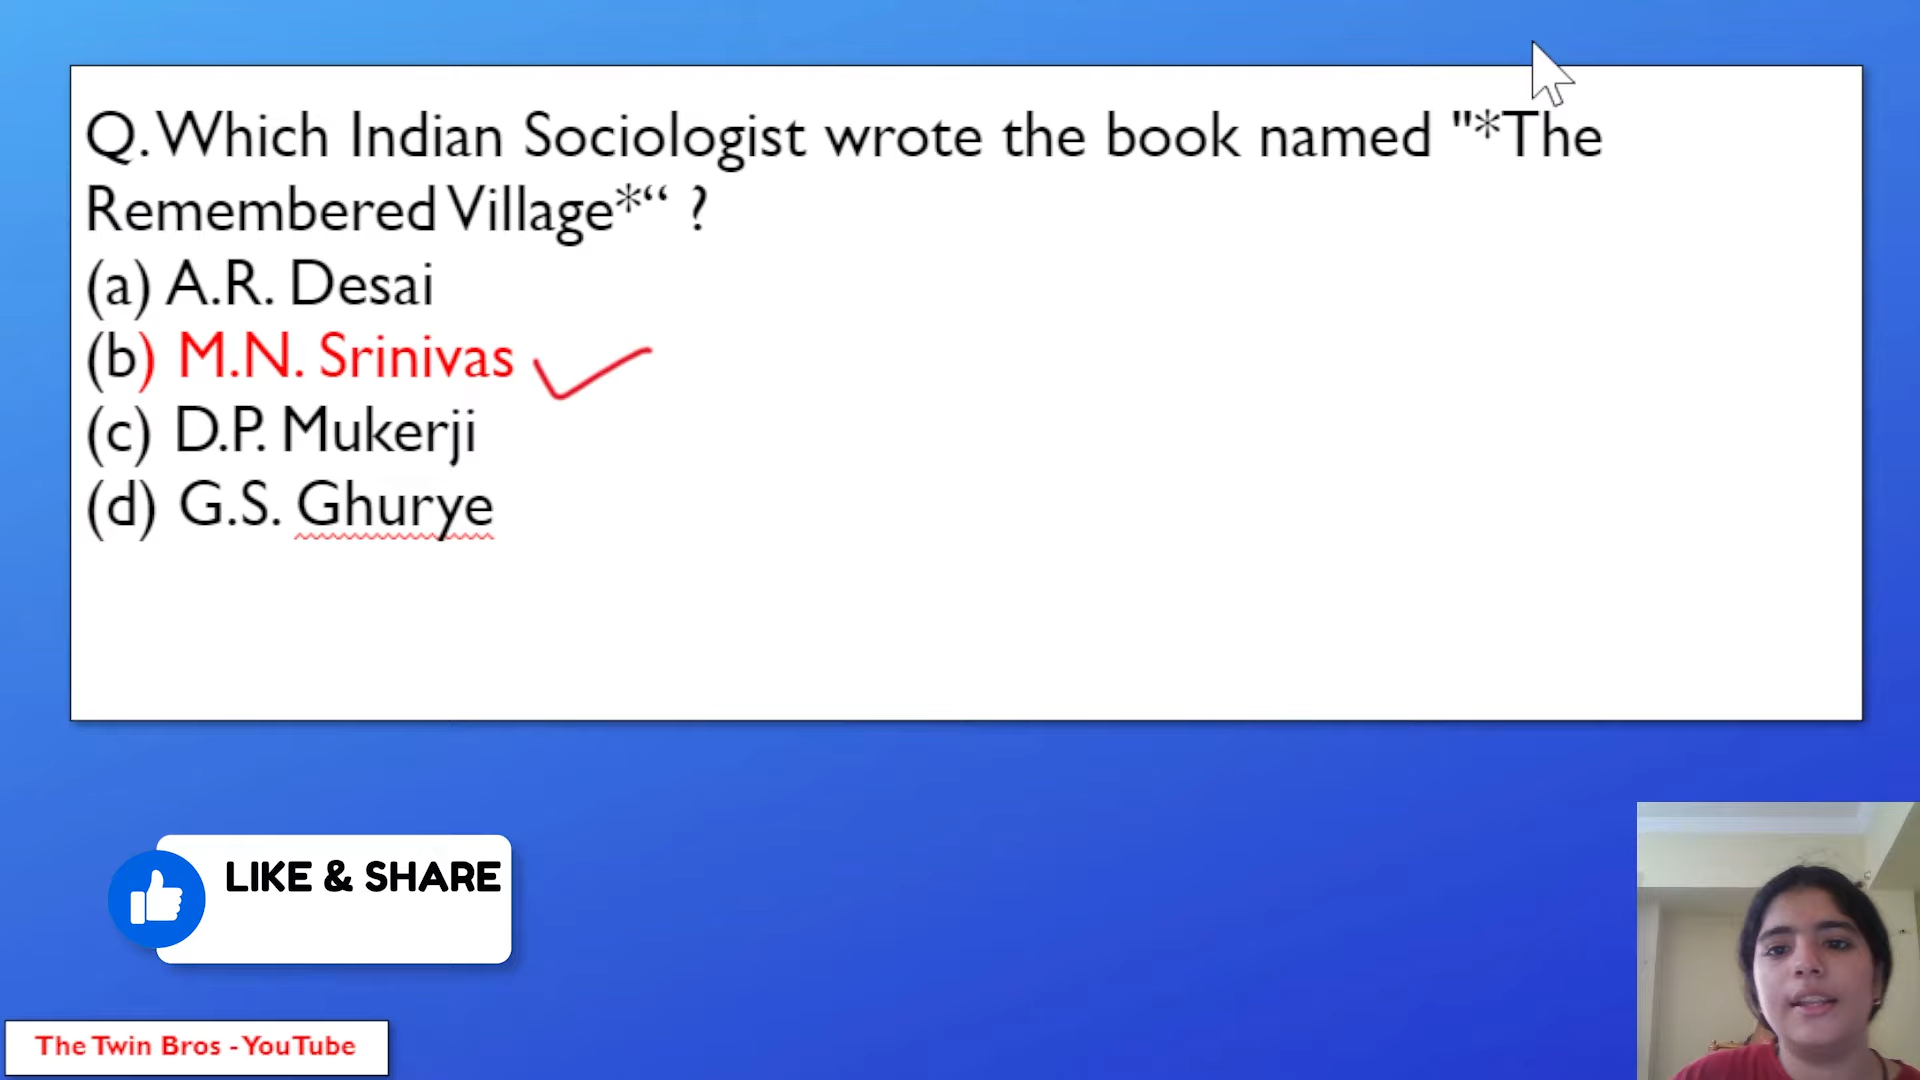 Q. Which Indian Sociologist wrote the book named "*The
Remembered Village*“ ?
(a) A.R. Desai
(b) M.N. Srinivas
(c) D.P. Mukerji
(d) G.S. Ghurye
LIKE & SHARE
The Twin Bros - YouTube